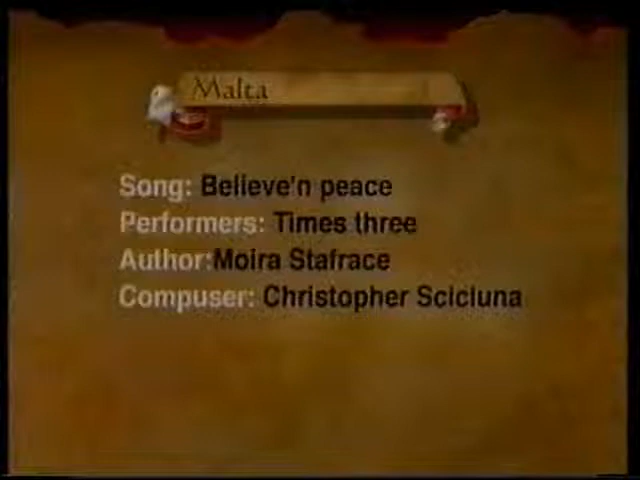 Malta
Song: Believe'n peace
Performers: Times three
Author:Moira Stafrace
Compuser: Christopher Scicluna